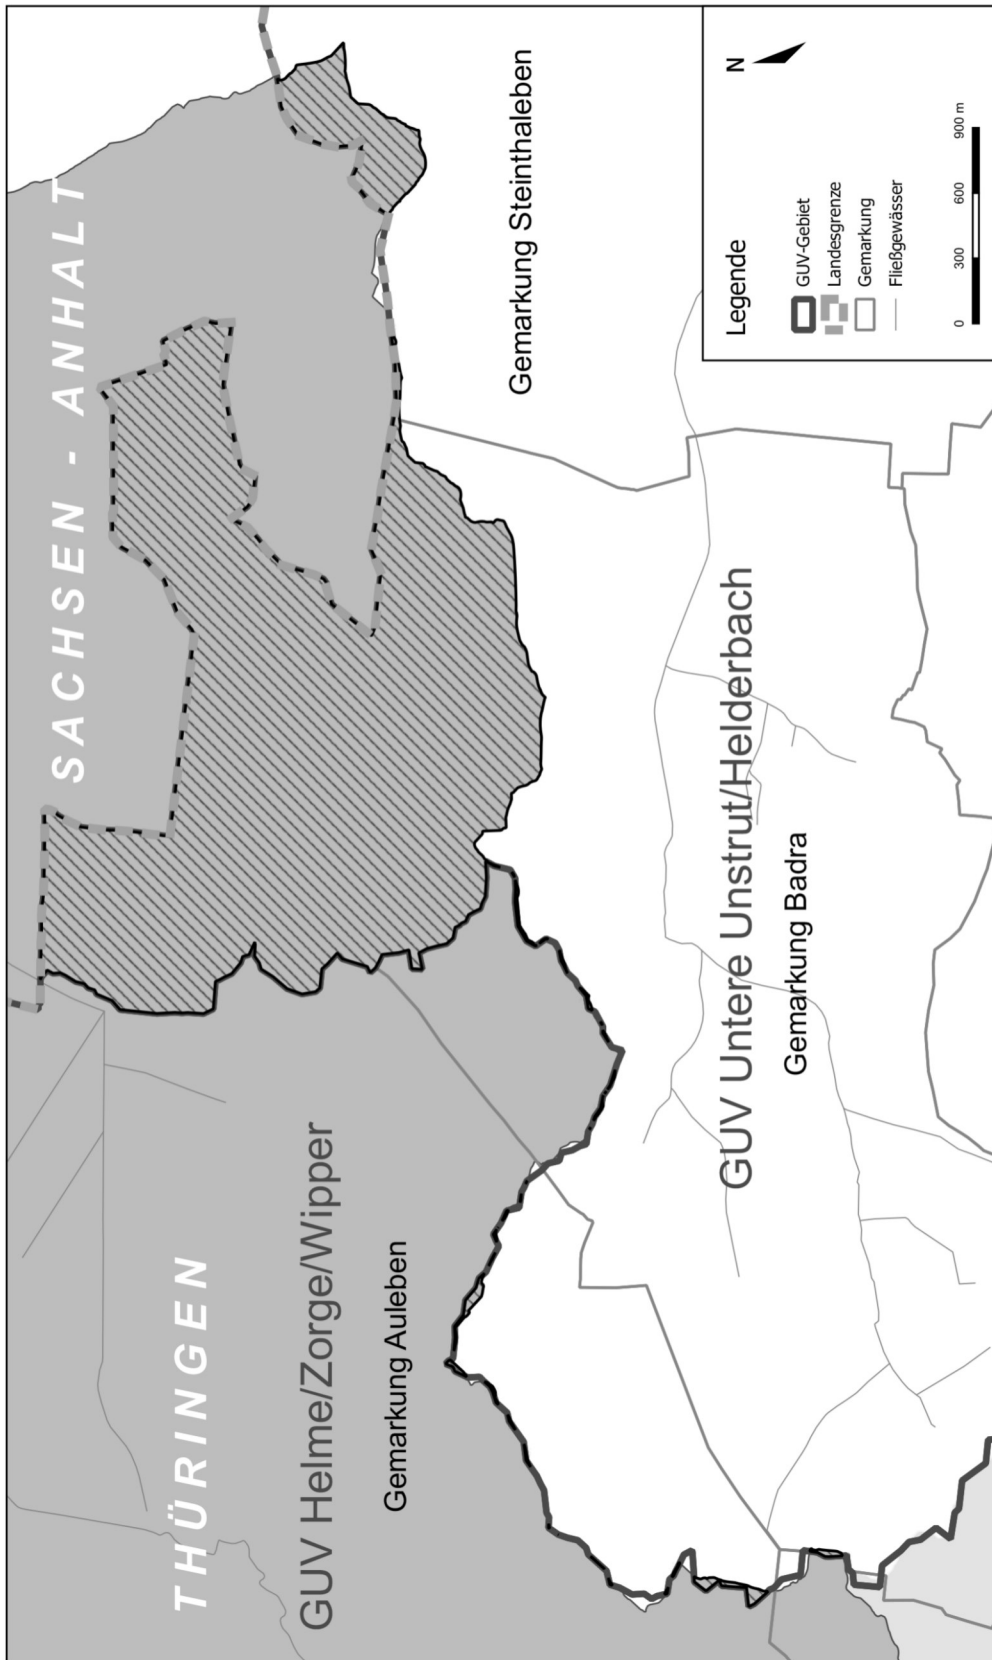 SACHSEN - ANHALT
THÜRINGEN
GUV Helme/Zorge/Wipper
Gemarkung Auleben
Gemarkung Steinthaleben
GUV Untere Unstrut/Helderbach
Gemarkung Badra
N
Legende
GUV-Gebiet
Landesgrenze
Gemarkung
Fließgewässer
0 300 600 900 m